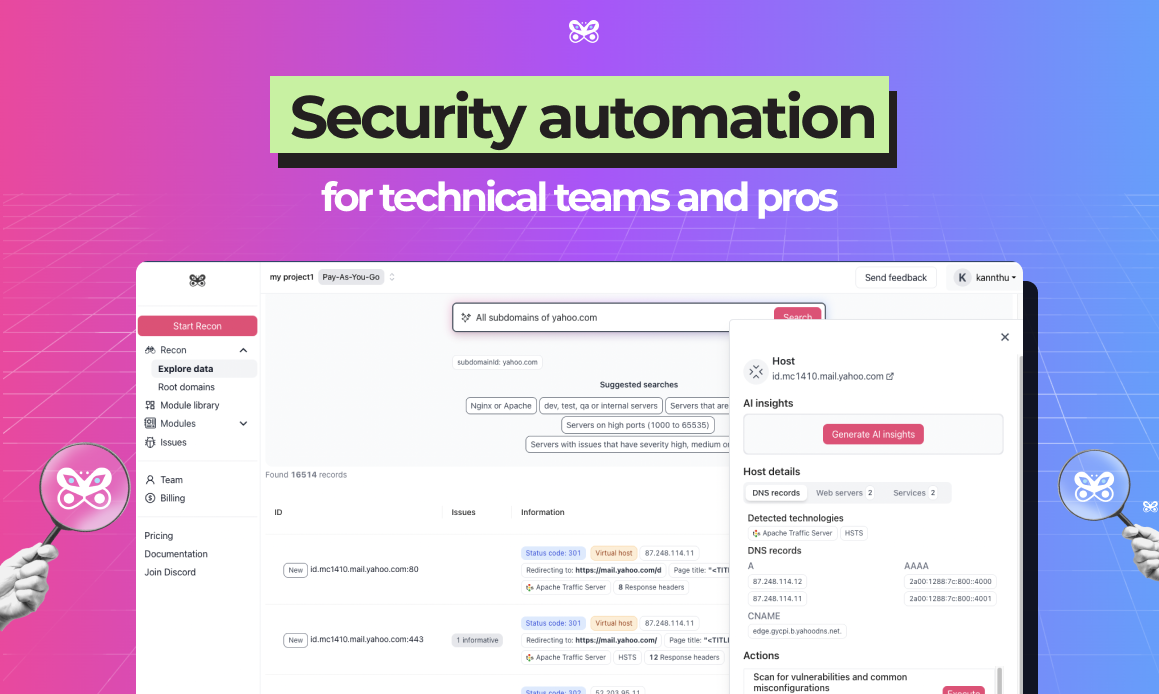 Security automation
for technical teams and pros
my project1 Pay-As-You-Go
Send feedback
K kannthu
Start Recon
Recon
Explore data
Root domains
Module library
Modules
Issues
Team
Billing
Pricing
Documentation
Join Discord
All subdomains of yahoo.com
Search
subdomainId: yahoo.com
Suggested searches
Nginx or Apache dev, test, qa or internal servers Servers that are
Servers on high ports (1000 to 65535)
Servers with issues that have severity high, medium
Found 16514 records
ID Issues Information
Status code: 301 Virtual host 87.248.114.11
New id.mc1410.mail.yahoo.com:80
Redirecting to: https://mail.yahoo.com/d Page title: "<TITL
Apache Traffic Server 8 Response headers
Status code: 301 Virtual host 87.248.114.11
New id.mc1410.mail.yahoo.com:443 1 informative
Redirecting to: https://mail.yahoo.com/ Page title: "<TITL
Apache Traffic Server HSTS 12 Response headers
Status code: 302 52.203.95.11
Host
id.mc1410.mail.yahoo.com
AI insights
Generate AI insights
Host details
DNS records Web servers 2 Services 2
Detected technologies
Apache Traffic Server HSTS
DNS records
A AAAA
87.248.114.12 2a00:1288:7c:800::4000
87.248.114.11 2a00:1288:7c:800::4001
CNAME
edge.gycpi.b.yahoodns.net.
Actions
Scan for vulnerabilities and common
misconfigurations
Execute